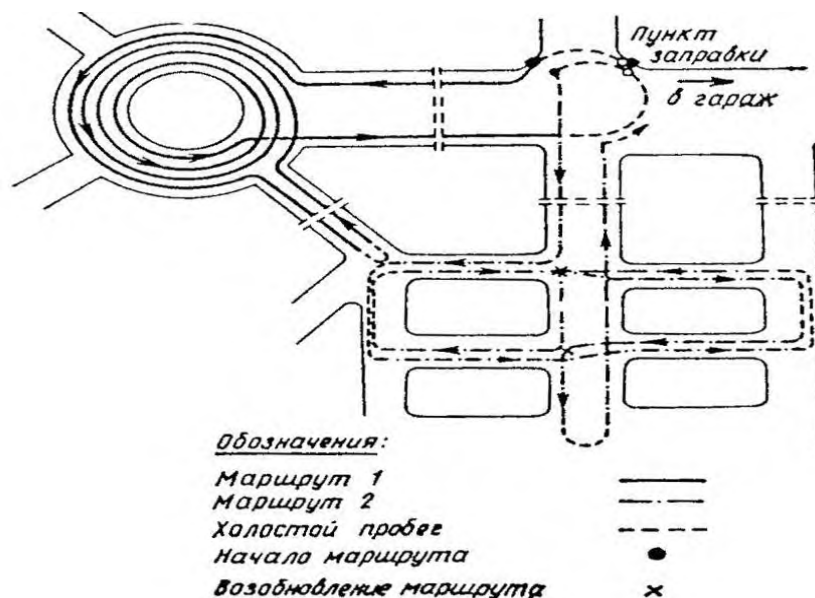 Пункт
заправки
в гараж
Обозначения:
Маршрут 1
Маршрут 2
Холостой пробег
Начало маршрута
Возобновление маршрута